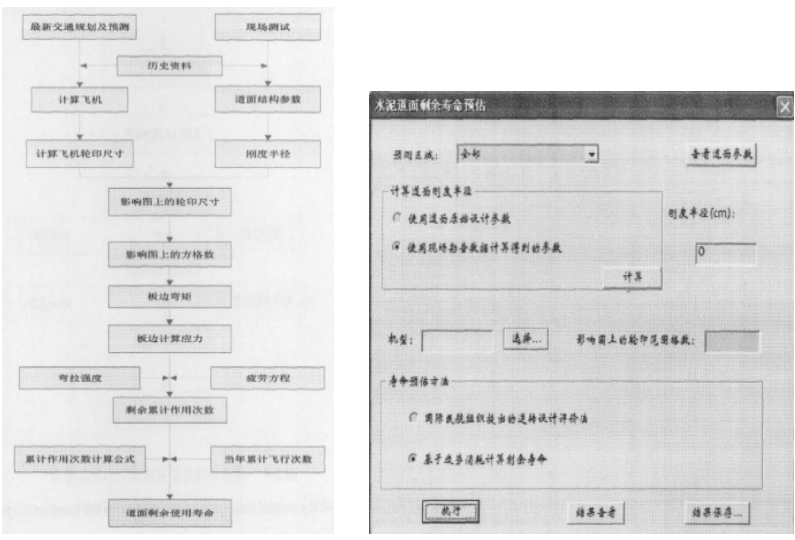 最新交通规划及预测
现场测试
历史资料
计算飞机
道面结构参数
计算飞机轮印尺寸
刚度半径
影响图上的轮印尺寸
影响图上的方格数
板边弯矩
板边计算应力
弯拉强度
疲劳方程
剩余累计作用次数
累计作用次数计算公式
当年累计飞行次数
道面剩余使用寿命
水泥道面剩余寿命预估
预测区域:
全部
查看道面参数
计算道面刚度半径
使用道面原始设计参数
刚度半径(cm):
使用现场勘查数据计算得到的参数
0
计算
机型:
选择...
影响图上的轮印范围格数:
寿命预估方法
国际民航组织提出的逆转设计评价法
基于疲劳消耗计算剩余寿命
执行
结果查看
结果保存...